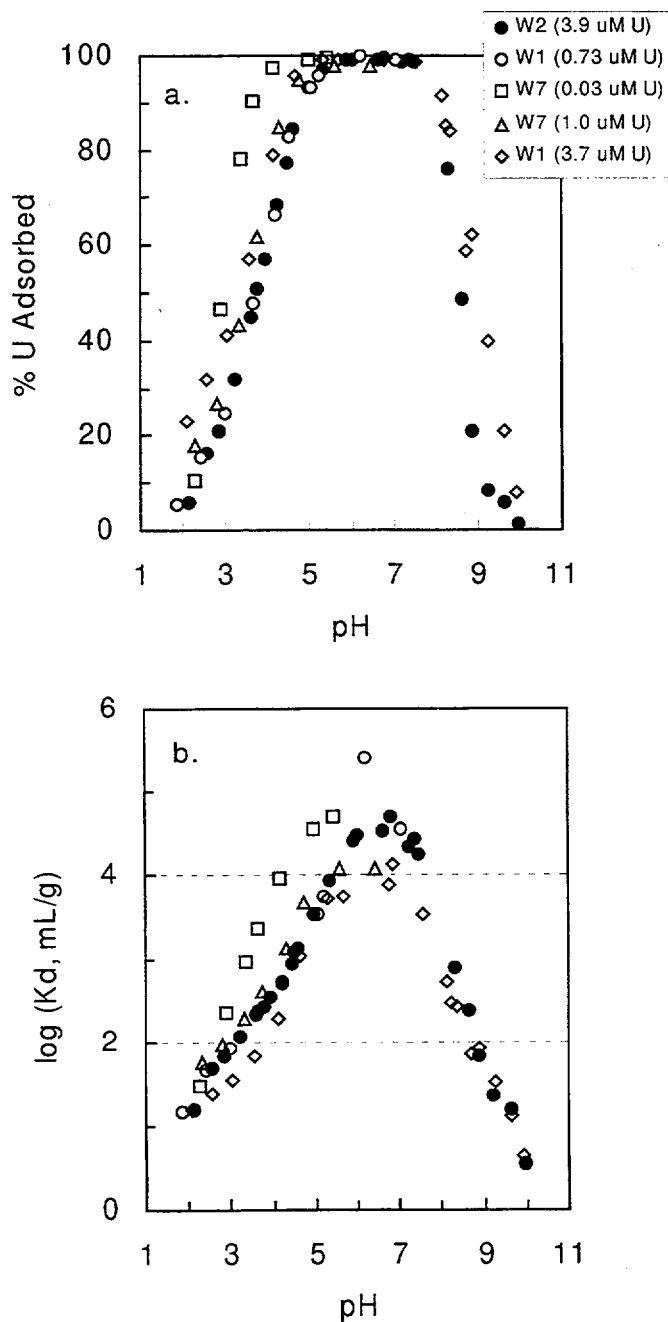 W2 (3.9 uM U)
W1 (0.73 uM U)
W7 (0.03 uM U)
W7 (1.0 uM U)
W1 (3.7 uM U)
a.
100
80
60
40
20
0
% U Adsorbed
1 3 5 7 9 11
pH
b.
6
4
2
0
log (Kd, mL/g)
1 3 5 7 9 11
pH